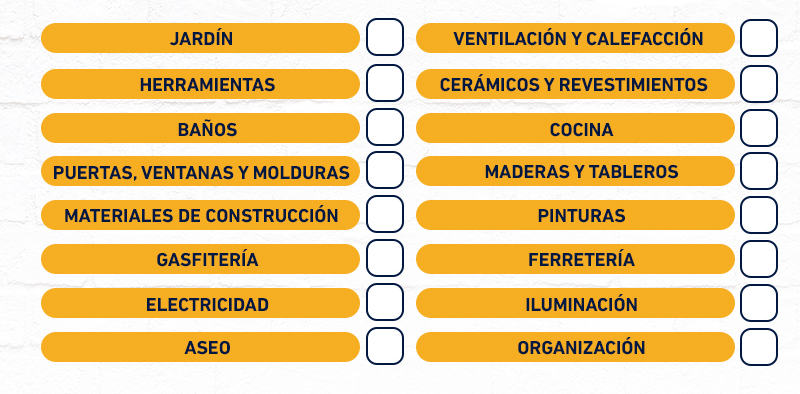 JARDÍN
HERRAMIENTAS
BAÑOS
PUERTAS, VENTANAS Y MOLDURAS
MATERIALES DE CONSTRUCCIÓN
GASFITERÍA
ELECTRICIDAD
ASEO
VENTILACIÓN Y CALEFACCIÓN
CERÁMICOS Y REVESTIMIENTOS
COCINA
MADERAS Y TABLEROS
PINTURAS
FERRETERÍA
ILUMINACIÓN
ORGANIZACIÓN